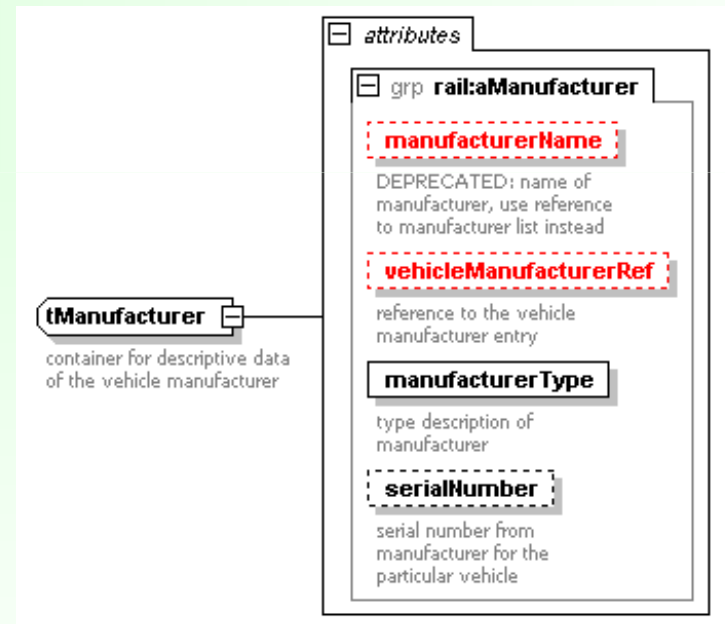 attributes
grp rail:aManufacturer
manufacturerName
DEPRECATED: name of
manufacturer, use reference
to manufacturer list instead
vehicleManufacturerRef
reference to the vehicle
manufacturer entry
tManufacturer
container for descriptive data
of the vehicle manufacturer
manufacturerType
type description of
manufacturer
serialNumber
serial number from
manufacturer for the
particular vehicle